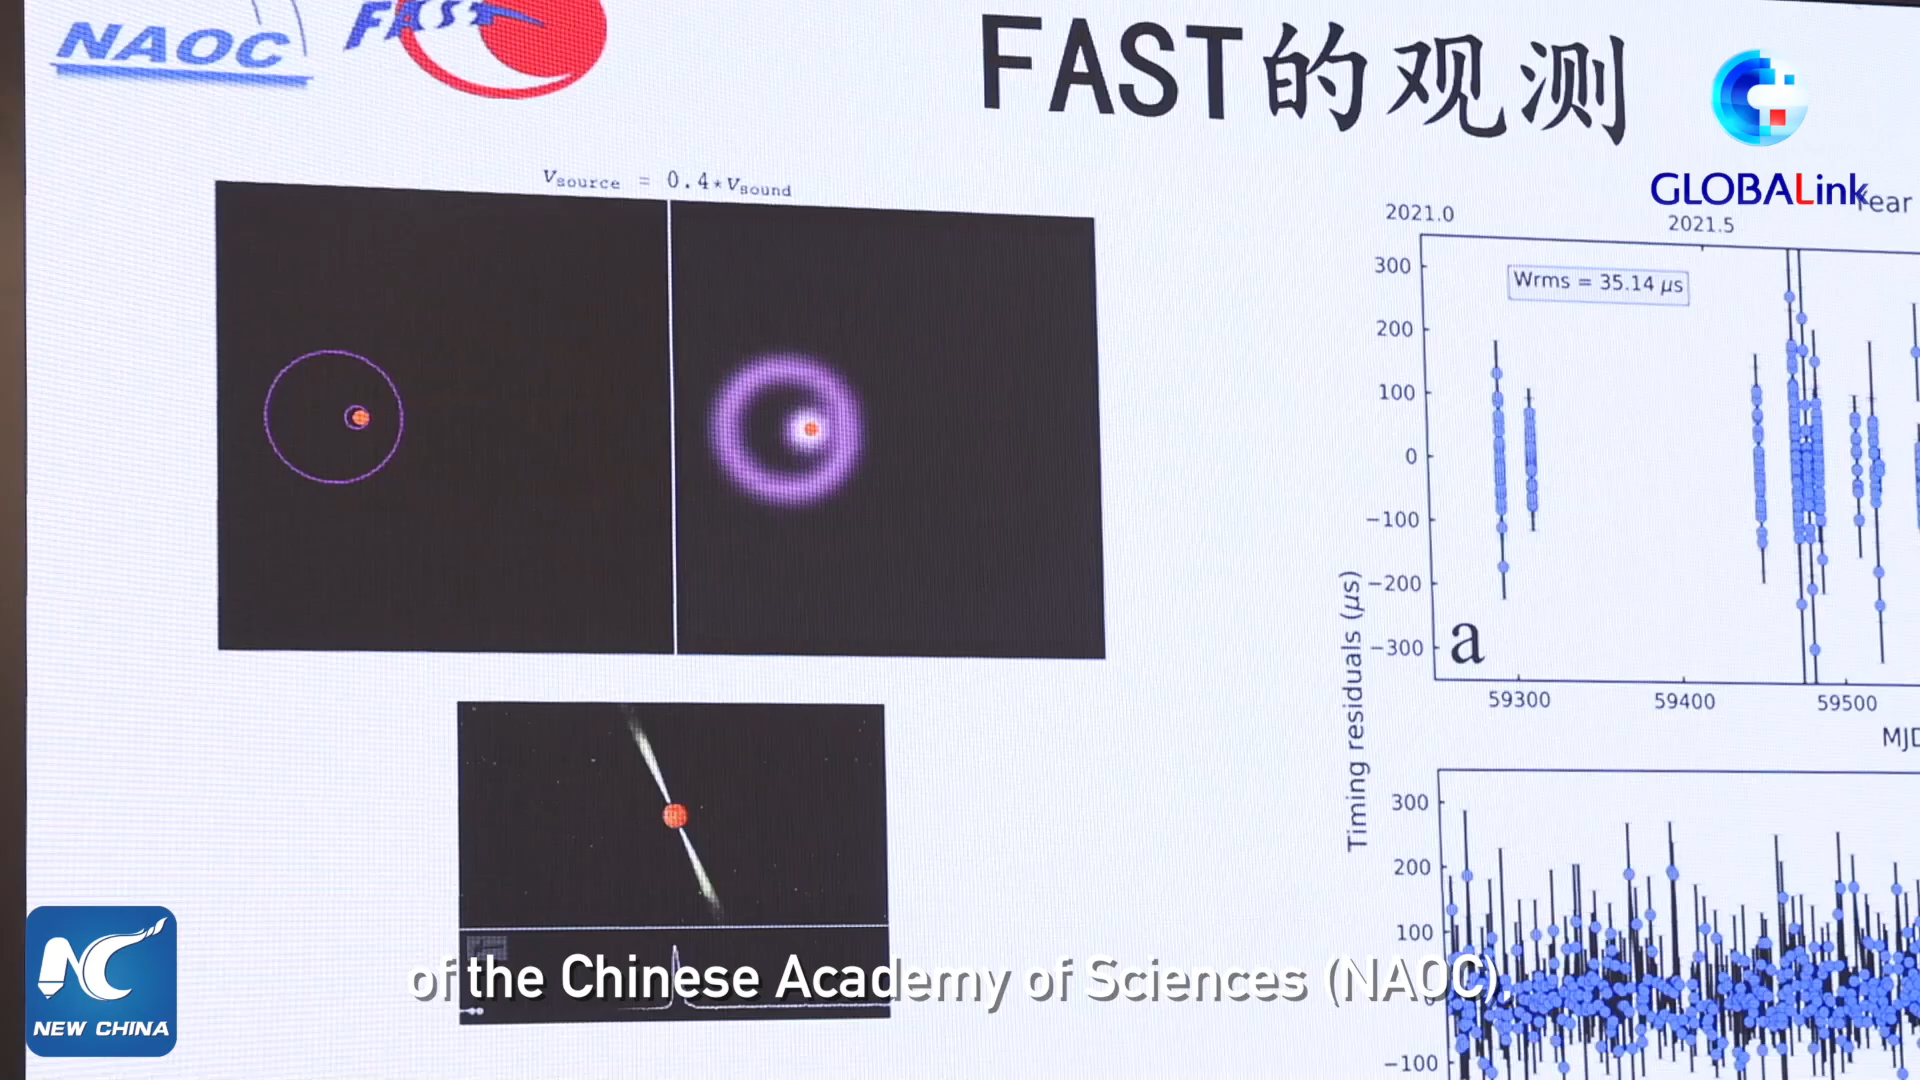 NAOC
FAST
FAST的观测
GLOBALink
Vsource = 0.4*Vsound
Year
2021.0
2021.5
300
200
100
0
−100
−200
−300
Wrms = 35.14 μs
a
59300
59400
59500
Timing residuals (μs)
300
200
100
−100
of the Chinese Academy of Sciences (NAOC),
NEW CHINA